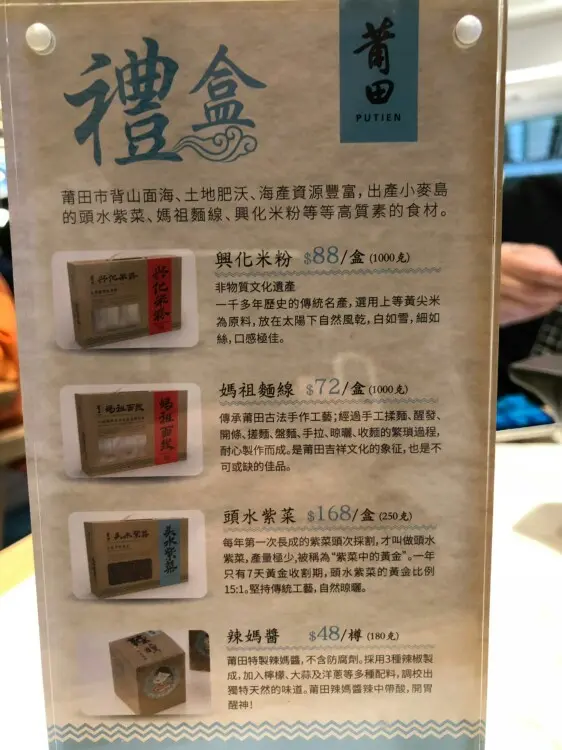 禮盒
莆田
PUTIEN
莆田市背山面海、土地肥沃、海產資源豐富，出產小麥島
的頭水紫菜、媽祖麵線、興化米粉等等高質素的食材。
興化米粉 $88/盒 (1000克)
非物質文化遺產
一千多年歷史的傳統名產，選用上等黃尖米
為原料，放在太陽下自然風乾，白如雪，細如
絲，口感極佳。
媽祖麵線 $72/盒 (1000克)
傳承莆田古法手作工藝；經過手工揉麵、醒發、
開條、搓麵、盤麵、手拉、晾曬、收麵的繁瑣過程，
耐心製作而成。是莆田吉祥文化的象征，也是不
可或缺的佳品。
頭水紫菜 $168/盒 (250克)
每年第一次長成的紫菜頭次採割，才叫做頭水
紫菜，產量極少，被稱為“紫菜中的黃金”。一年
只有7天黃金收割期，頭水紫菜的黃金比例
15:1。堅持傳統工藝，自然晾曬。
辣媽醬 $48/樽 (180克)
莆田特製辣媽醬，不含防腐劑。採用3種辣椒製
成，加入檸檬、大蒜及洋蔥等多種配料，調校出
獨特天然的味道。莆田辣媽醬辣中帶酸，開胃
醒神！